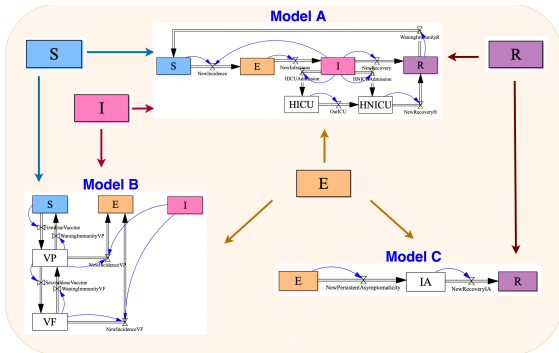 Model A
S
WaningImmunityR
R
S
E
I
R
NewIncidence
NewInfectious
NewRecovery
HICUAdmission
HNICUAdmission
I
HICU
HNICU
OutICU
NewRecoveryH
Model B
E
S
E
I
FirstdoseVaccine
WaningImmunityVP
VP
NewIncidenceVP
Model C
SeconddoseVaccine
WaningImmunityVF
E
IA
R
NewPersistentAsymptomaticity
NewRecoveryIA
VF
NewIncidenceVF